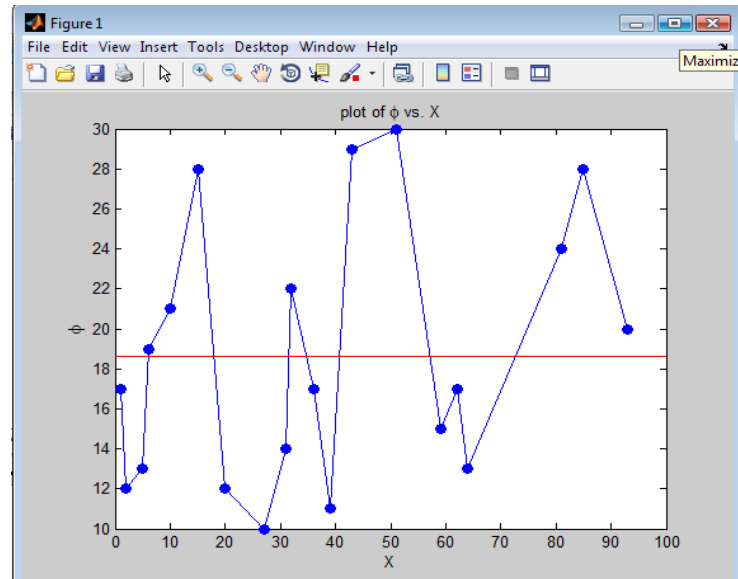 Figure 1
File Edit View Insert Tools Desktop Window Help
Maximiz
plot of ϕ vs. X
30
28
26
24
22
20
18
16
14
12
10
ϕ
0 10 20 30 40 50 60 70 80 90 100
X